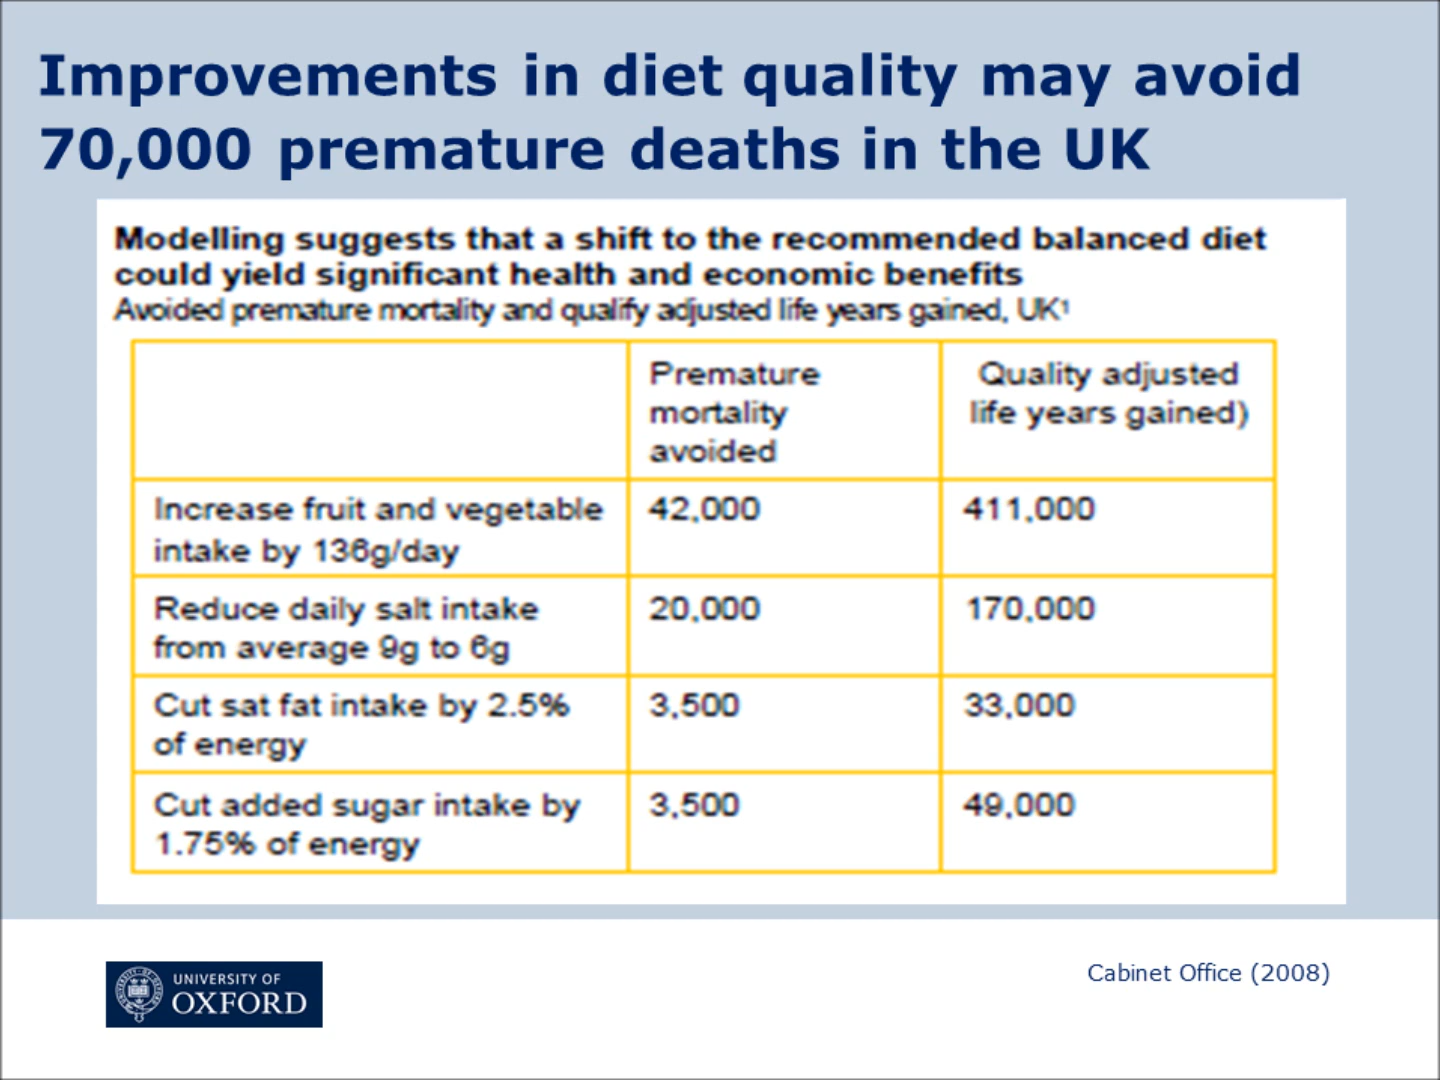 Improvements in diet quality may avoid
70,000 premature deaths in the UK
Modelling suggests that a shift to the recommended balanced diet
could yield significant health and economic benefits
Avoided premature mortality and qualify adjusted life years gained, UK¹
Premature
mortality
avoided
Quality adjusted
life years gained)
Increase fruit and vegetable
intake by 136g/day
42,000
411,000
Reduce daily salt intake
from average 9g to 6g
20,000
170,000
Cut sat fat intake by 2.5%
of energy
3,500
33,000
Cut added sugar intake by
1.75% of energy
3,500
49,000
UNIVERSITY OF
OXFORD
Cabinet Office (2008)